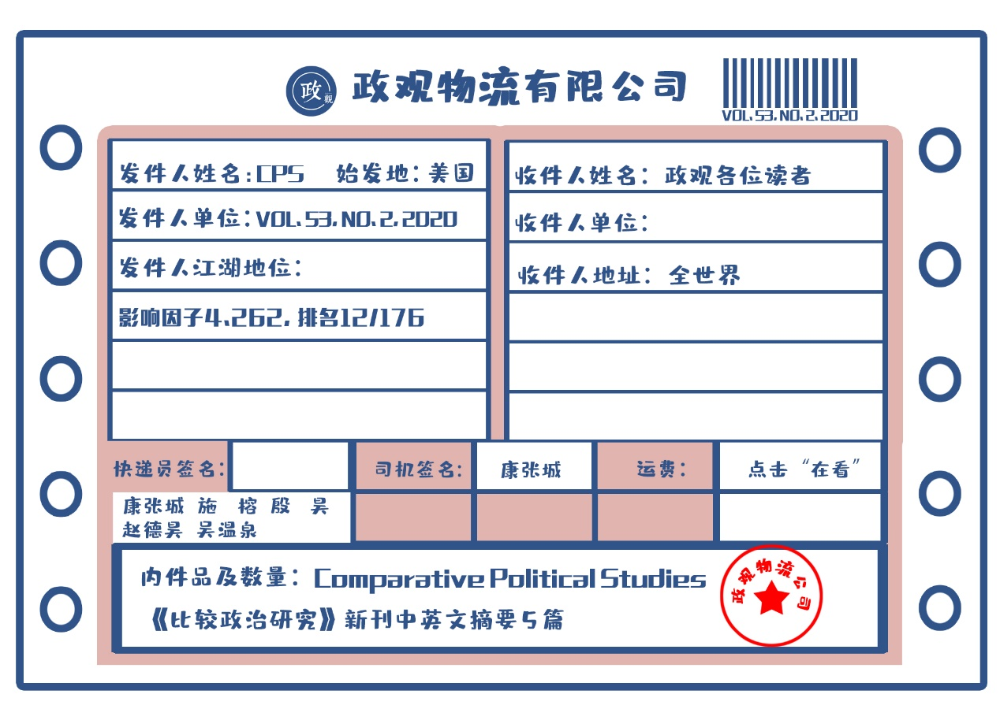 政觀
政观物流有限公司
VOL.53,NO.2,2020
发件人姓名:CPS 始发地：美国
发件人单位：VOL.53,NO.2,2020
发件人江湖地位：
影响因子4.262，排名12/176
收件人姓名：政观各位读者
收件人单位：
收件人地址：全世界
快递员签名：
司机签名：
康张城
运费：
点击“在看”
康张城 施 榕 殷 昊
赵德昊 吴温泉
内件品及数量：Comparative Political Studies
《比较政治研究》新刊中英文摘要5篇
政观物流公司